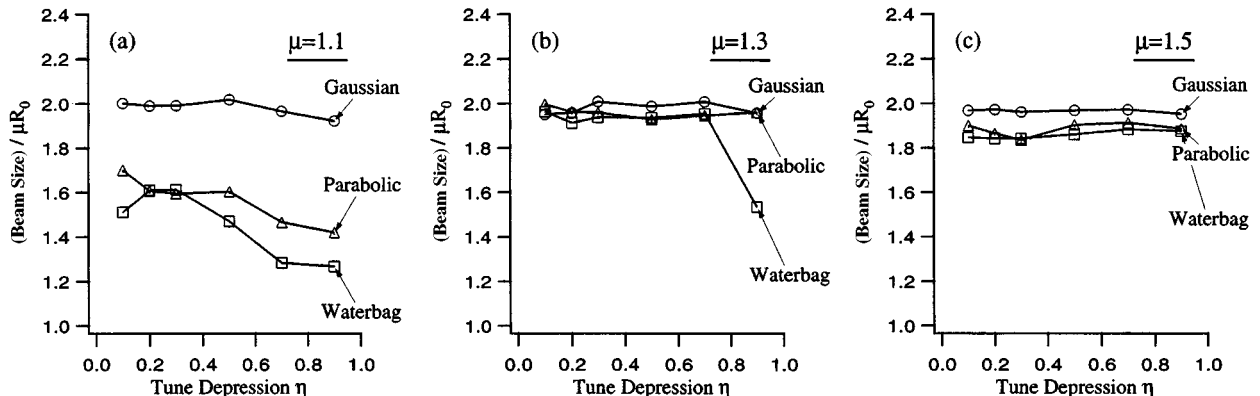 (a)
μ=1.1
(Beam Size) / μR₀
2.4
2.2
2.0
1.8
1.6
1.4
1.2
1.0
Gaussian
Parabolic
Waterbag
0.0 0.2 0.4 0.6 0.8 1.0
Tune Depression η
(b)
μ=1.3
(Beam Size) / μR₀
2.4
2.2
2.0
1.8
1.6
1.4
1.2
1.0
Gaussian
Parabolic
Waterbag
0.0 0.2 0.4 0.6 0.8 1.0
Tune Depression η
(c)
μ=1.5
(Beam Size) / μR₀
2.4
2.2
2.0
1.8
1.6
1.4
1.2
1.0
Gaussian
Parabolic
Waterbag
0.0 0.2 0.4 0.6 0.8 1.0
Tune Depression η